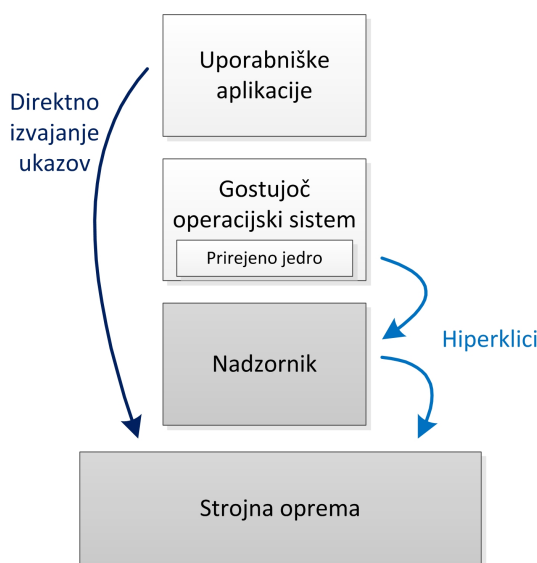 Uporabniške
aplikacije
Direktno
izvajanje
ukazov
Gostujoč
operacijski sistem
Prirejeno jedro
Nadzornik
Hiperklici
Strojna oprema